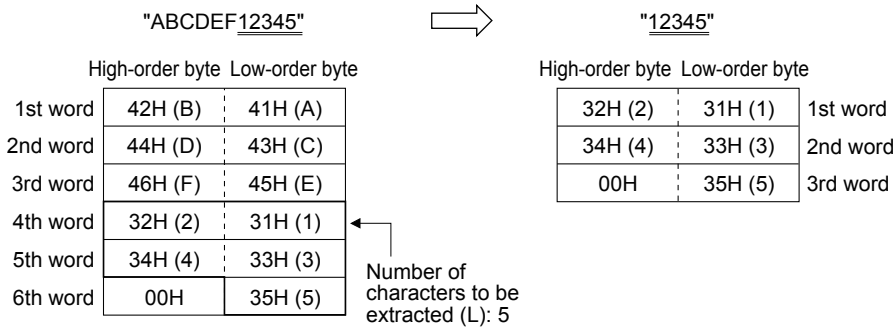 "ABCDEF12345"
"12345"
High-order byte Low-order byte
1st word 42H (B) 41H (A)
2nd word 44H (D) 43H (C)
3rd word 46H (F) 45H (E)
4th word 32H (2) 31H (1)
5th word 34H (4) 33H (3)
6th word 00H 35H (5)
Number of
characters to be
extracted (L): 5
High-order byte Low-order byte
32H (2) 31H (1) 1st word
34H (4) 33H (3) 2nd word
00H 35H (5) 3rd word